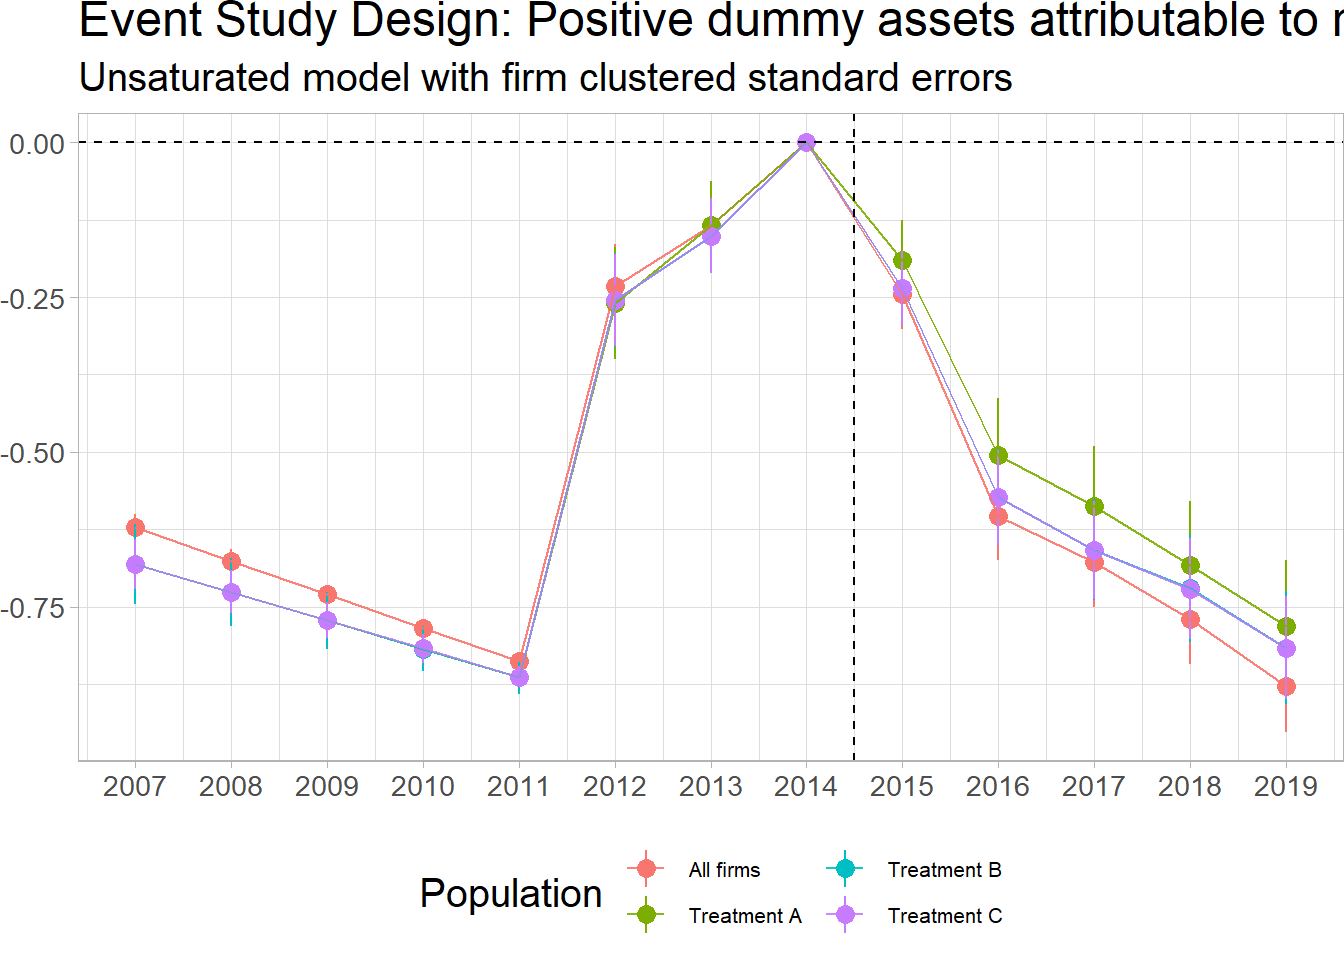 Event Study Design: Positive dummy assets attributable to
Unsaturated model with firm clustered standard errors
0.00
-0.25
-0.50
-0.75
2007 2008 2009 2010 2011 2012 2013 2014 2015 2016 2017 2018 2019
Population
All firms Treatment B
Treatment A Treatment C